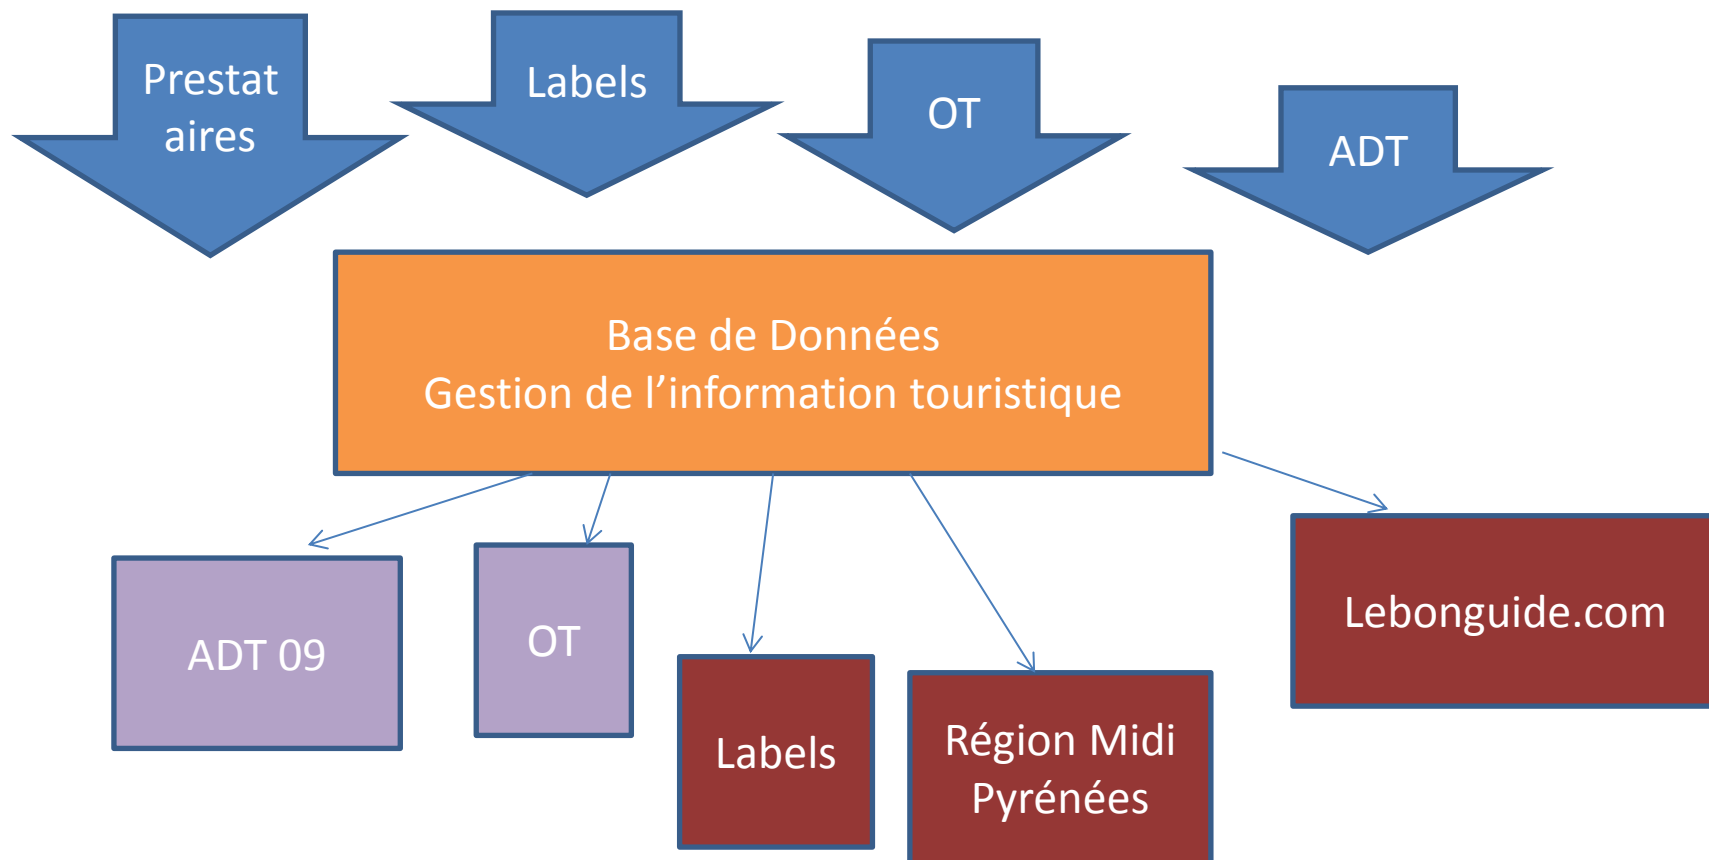 Prestat
aires
Labels
OT
ADT
Base de Données
Gestion de l’information touristique
ADT 09
OT
Labels
Région Midi
Pyrénées
Lebonguide.com